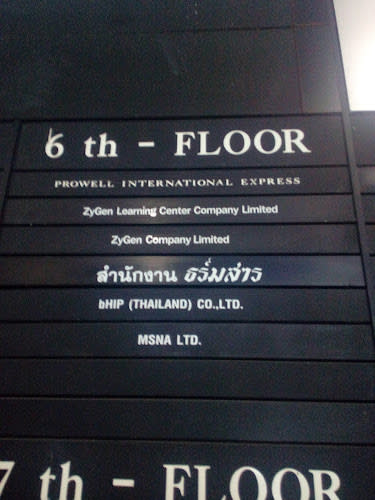 6 th - FLOOR
PROWELL INTERNATIONAL EXPRESS
ZyGen Learning Center Company Limited
ZyGen Company Limited
สำนักงาน ธรรมสาร
bHIP (THAILAND) CO.,LTD.
MSNA LTD.
7 th - FLOOR